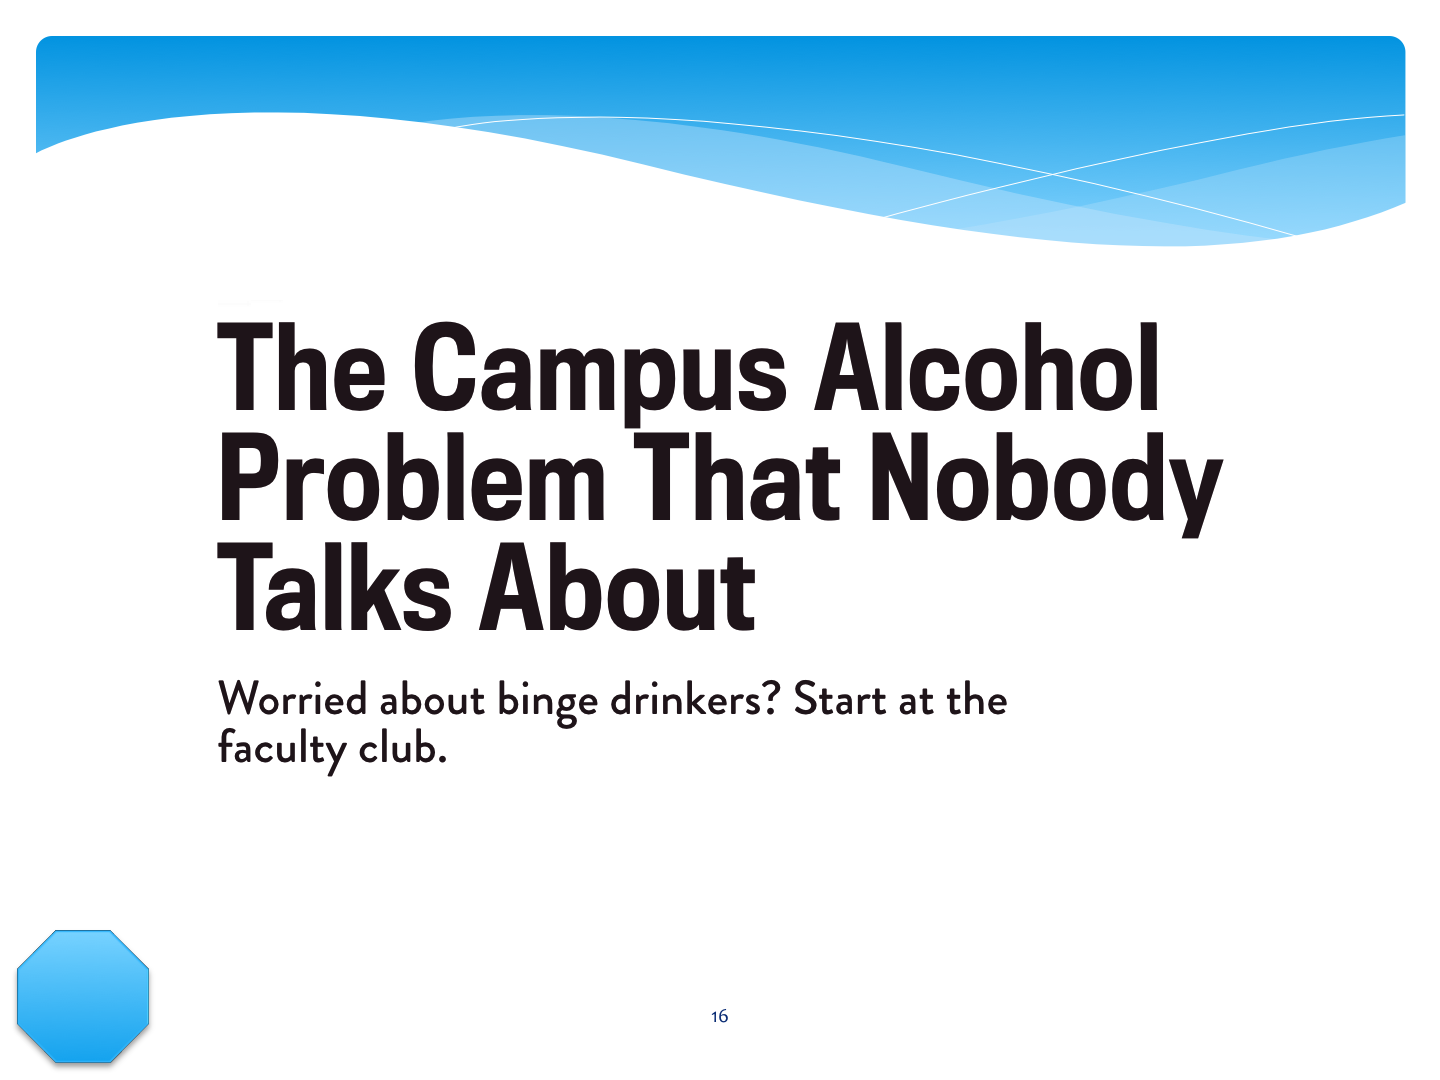 The Campus Alcohol
Problem That Nobody
Talks About
Worried about binge drinkers? Start at the
faculty club.
16